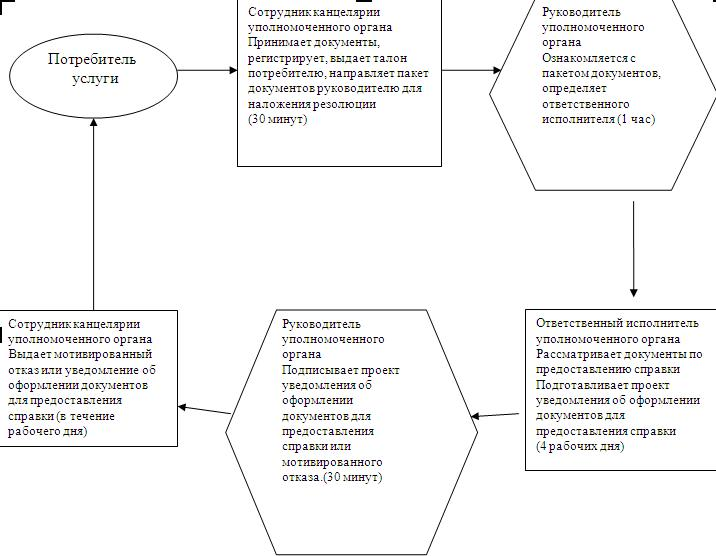 Потребитель
услуги
Сотрудник канцелярии
уполномоченного органа
Принимает документы,
регистрирует, выдает талон
потребителю, направляет пакет
документов руководителю для
наложения резолюции
(30 минут)
Руководитель
уполномоченного
органа
Ознакомляется с
пакетом документов,
определяет
ответственного
исполнителя (1 час)
Ответственный исполнитель
уполномоченного органа
Рассматривает документы по
предоставлению справки
Подготавливает проект
уведомления об оформлении
документов для
предоставления справки
(4 рабочих дня)
Руководитель
уполномоченного
органа
Подписывает проект
уведомления об
оформлении
документов для
предоставления
справки или
мотивированного
отказа.(30 минут)
Сотрудник канцелярии
уполномоченного органа
Выдает мотивированный
отказ или уведомление об
оформлении документов
для предоставления
справки (в течение
рабочего дня)